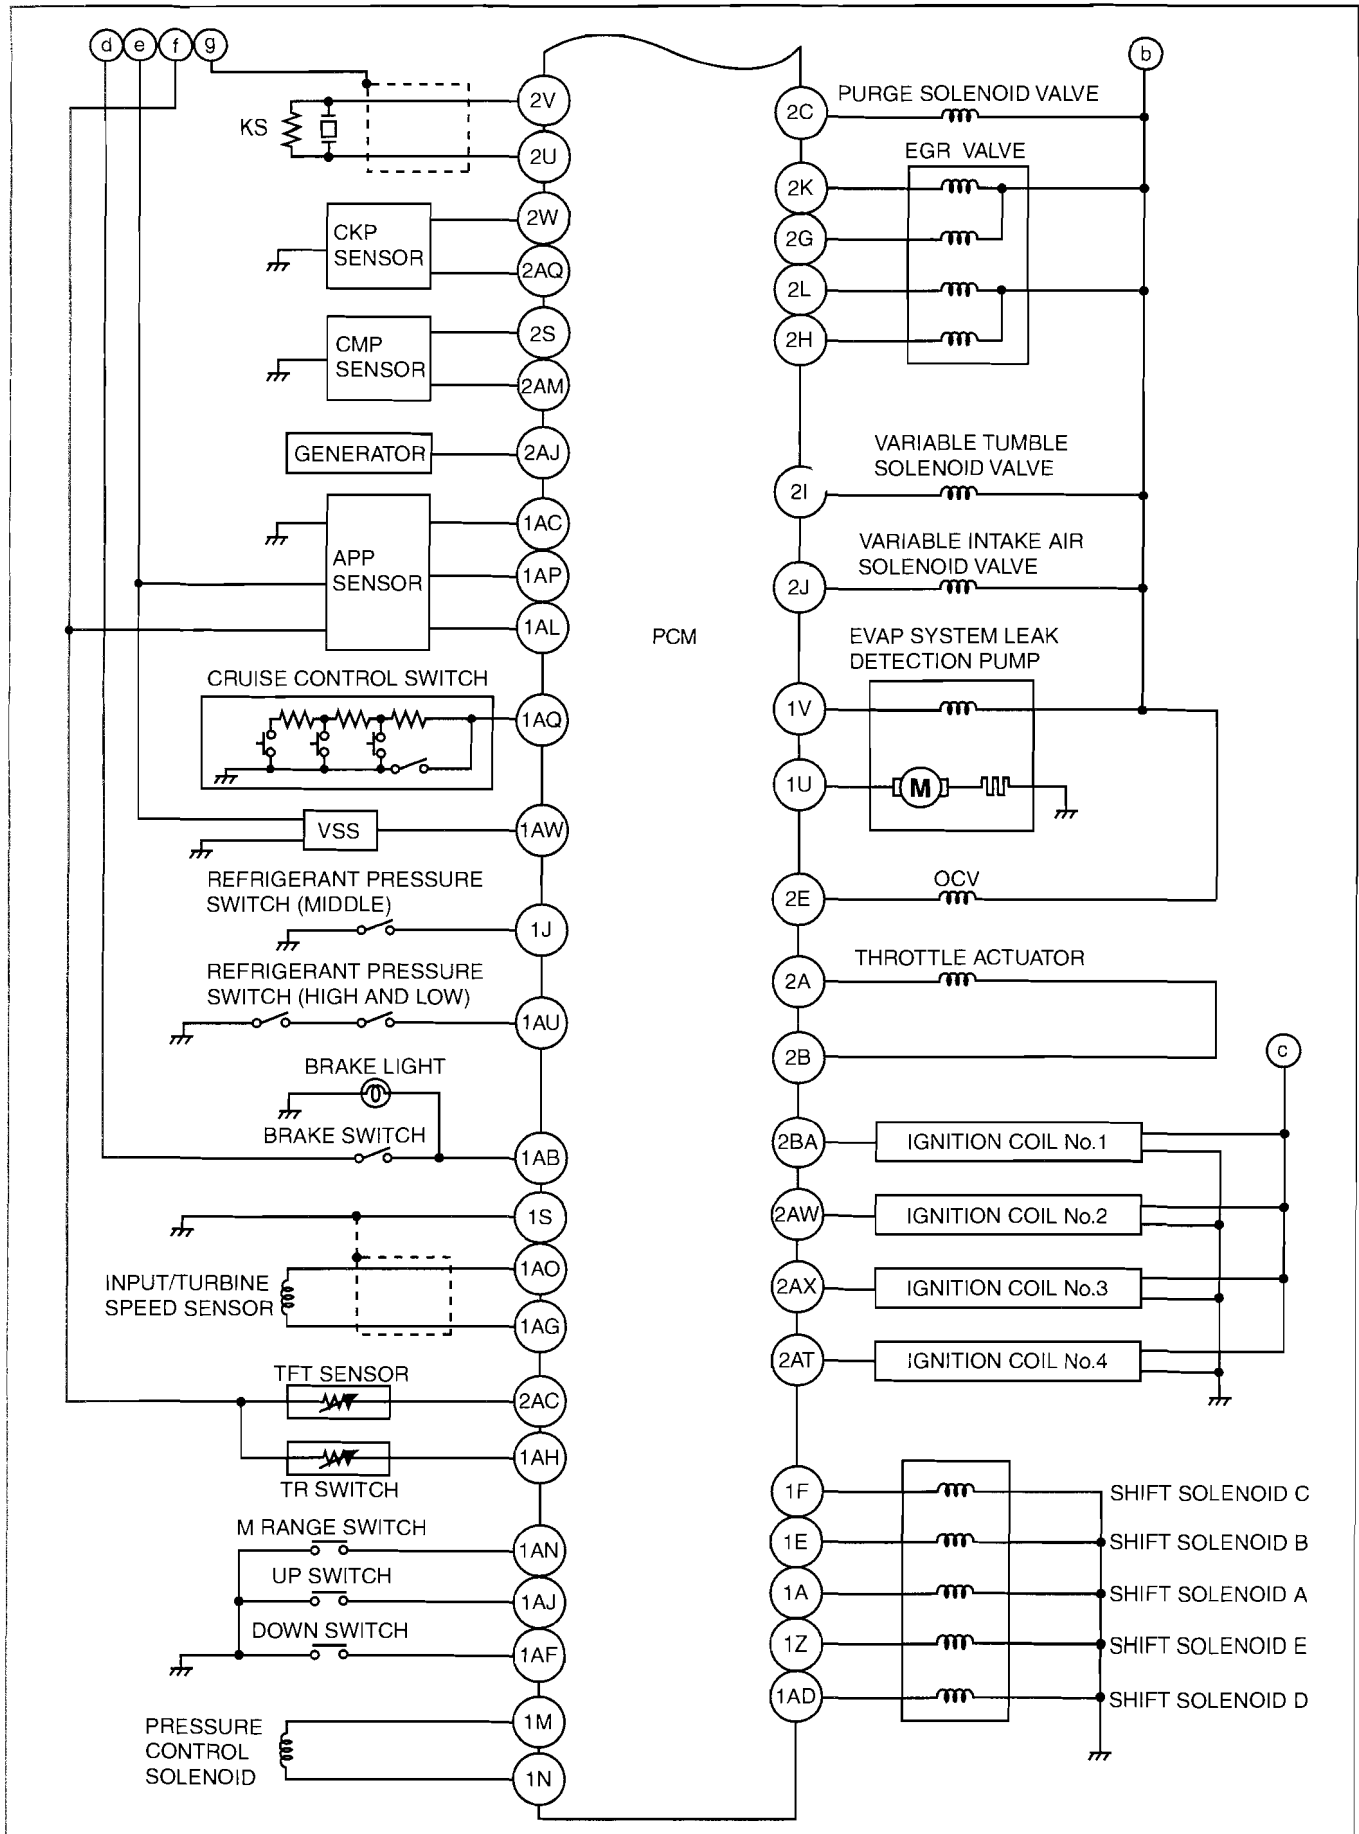 d e f g
b
KS
2V
2U
CKP
SENSOR
2W
2AQ
CMP
SENSOR
2S
2AM
GENERATOR
2AJ
APP
SENSOR
1AC
1AP
1AL
CRUISE CONTROL SWITCH
1AQ
VSS
1AW
REFRIGERANT PRESSURE
SWITCH (MIDDLE)
1J
REFRIGERANT PRESSURE
SWITCH (HIGH AND LOW)
1AU
BRAKE LIGHT
BRAKE SWITCH
1AB
1S
INPUT/TURBINE
SPEED SENSOR
1AO
1AG
TFT SENSOR
2AC
1AH
TR SWITCH
M RANGE SWITCH
1AN
UP SWITCH
1AJ
DOWN SWITCH
1AF
PRESSURE
CONTROL
SOLENOID
1M
1N
PCM
2C
PURGE SOLENOID VALVE
EGR VALVE
2K
2G
2L
2H
VARIABLE TUMBLE
SOLENOID VALVE
2I
VARIABLE INTAKE AIR
SOLENOID VALVE
2J
EVAP SYSTEM LEAK
DETECTION PUMP
1V
1U
M
OCV
2E
THROTTLE ACTUATOR
2A
2B
c
2BA
IGNITION COIL No.1
2AW
IGNITION COIL No.2
2AX
IGNITION COIL No.3
2AT
IGNITION COIL No.4
1F
SHIFT SOLENOID C
1E
SHIFT SOLENOID B
1A
SHIFT SOLENOID A
1Z
SHIFT SOLENOID E
1AD
SHIFT SOLENOID D